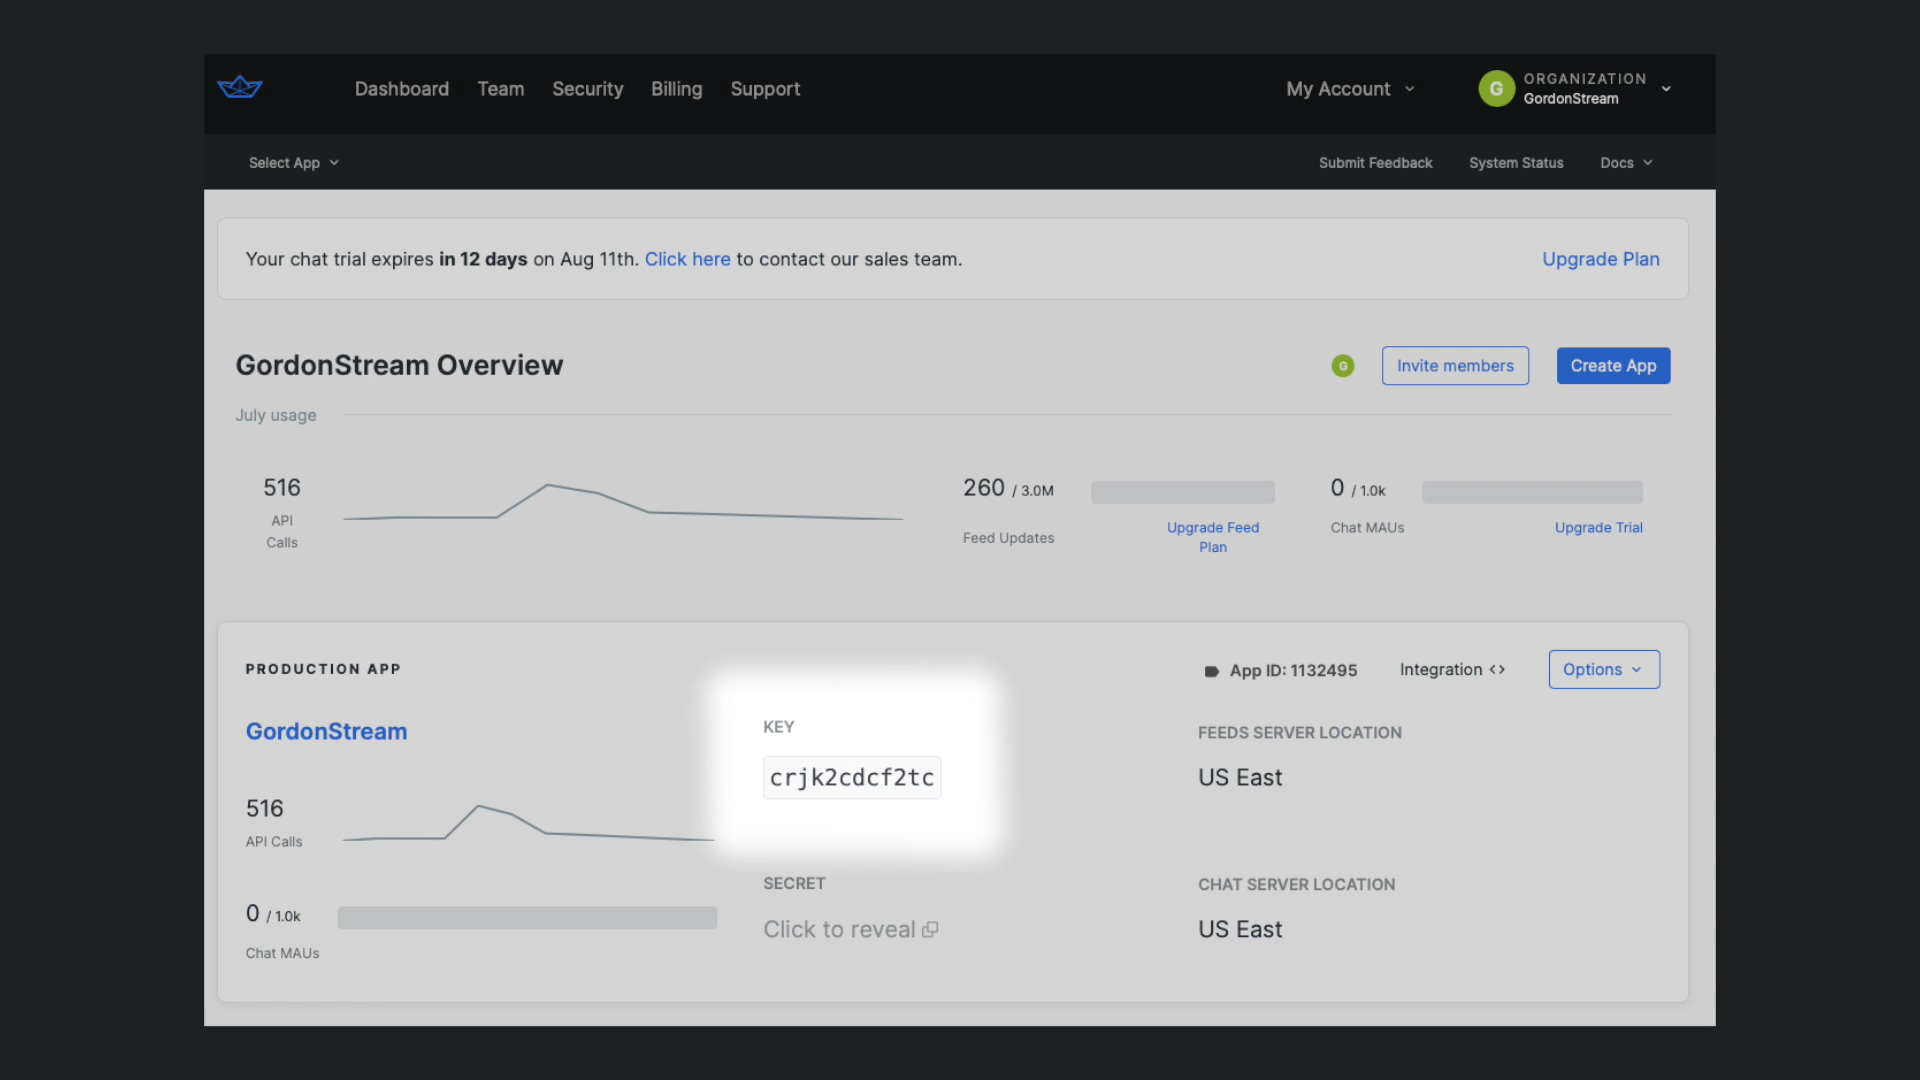 Dashboard Team Security Billing Support My Account G ORGANIZATION
GordonStream
Select App Submit Feedback System Status Docs
Your chat trial expires in 12 days on Aug 11th. Click here to contact our sales team. Upgrade Plan
GordonStream Overview G Invite members Create App
July usage
516 260 / 3.0M 0 / 1.0k
API
Calls
Feed Updates
Upgrade Feed
Plan
Chat MAUs Upgrade Trial
PRODUCTION APP App ID: 1132495 Integration <> Options
GordonStream KEY FEEDS SERVER LOCATION
crjk2cdcf2tc US East
516
API Calls
SECRET CHAT SERVER LOCATION
0 / 1.0k Click to reveal US East
Chat MAUs